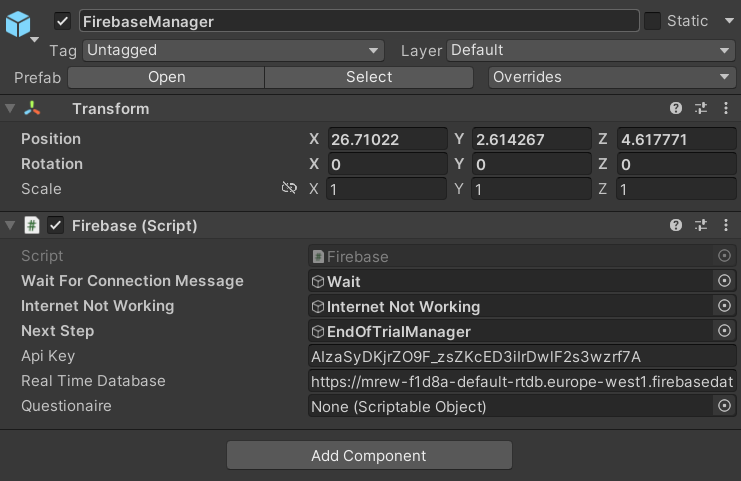 FirebaseManager Static
Tag Untagged Layer Default
Prefab Open Select Overrides
Transform
Position X 26.71022 Y 2.614267 Z 4.617771
Rotation X 0 Y 0 Z 0
Scale X 1 Y 1 Z 1
# Firebase (Script)
Script # Firebase
Wait For Connection Message Wait
Internet Not Working Internet Not Working
Next Step EndOfTrialManager
Api Key AIzaSyDKjrZO9F_zsZKcED3iIrDwIF2s3wzrf7A
Real Time Database https://mrew-f1d8a-default-rtdb.europe-west1.firebasedat
Questionaire None (Scriptable Object)
Add Component